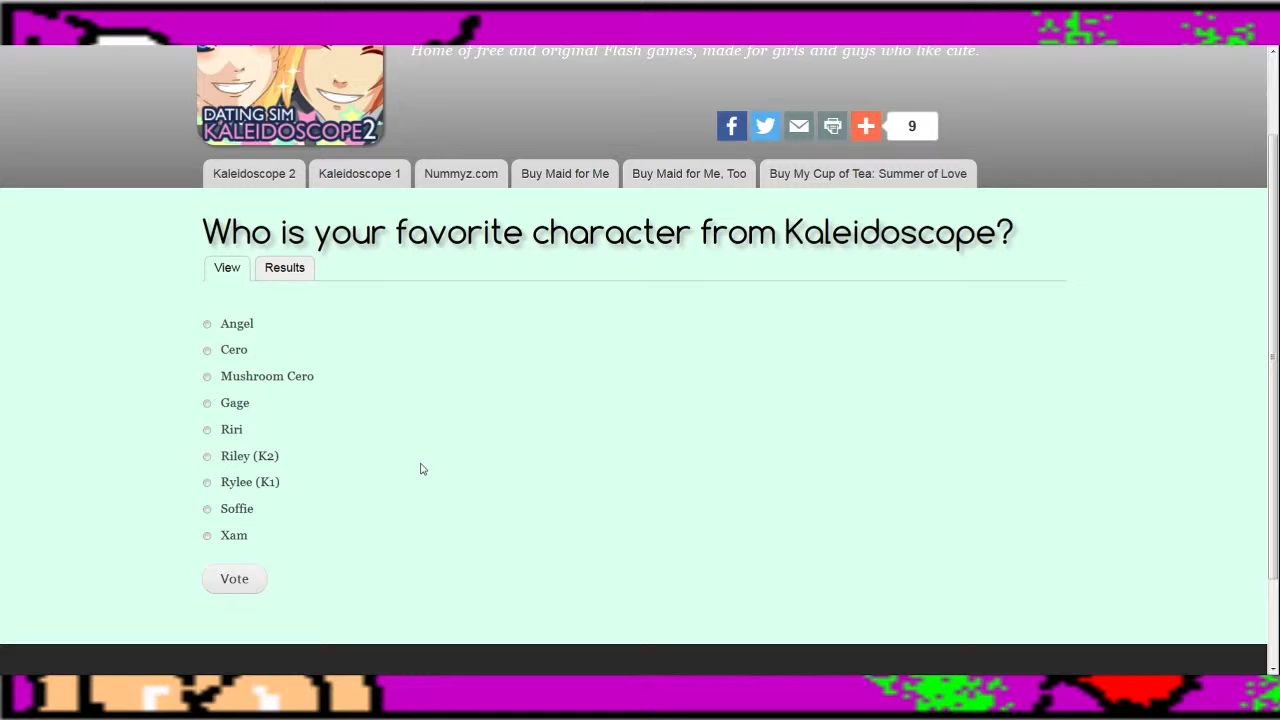 Home of free and original Flash games, made for girls and guys who like cute.
DATING SIM
KALEIDOSCOPE2
9
Kaleidoscope 2
Kaleidoscope 1
Nummyz.com
Buy Maid for Me
Buy Maid for Me, Too
Buy My Cup of Tea: Summer of Love
Who is your favorite character from Kaleidoscope?
View
Results
Angel
Cero
Mushroom Cero
Gage
Riri
Riley (K2)
Rylee (K1)
Soffie
Xam
Vote